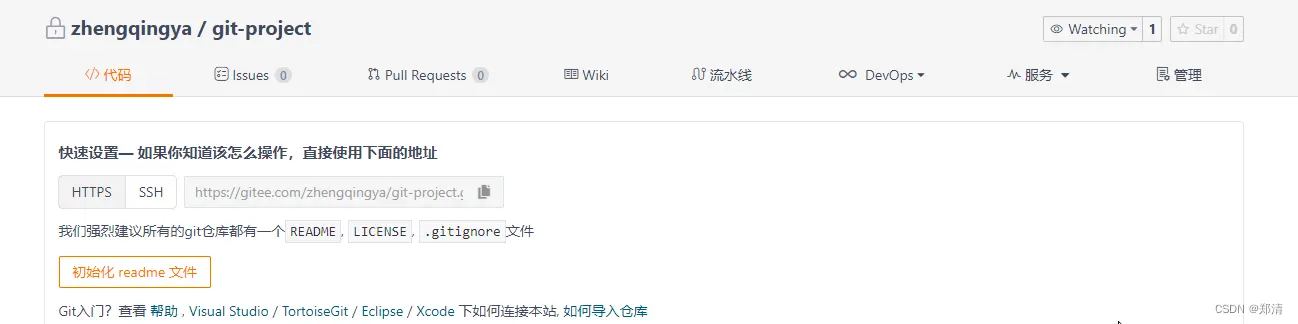 zhengqingya / git-project
Watching 1 Star 0
代码 Issues 0 Pull Requests 0 Wiki 流水线 DevOps 服务 管理
快速设置— 如果你知道该怎么操作，直接使用下面的地址
HTTPS SSH https://gitee.com/zhengqingya/git-project.g
我们强烈建议所有的git仓库都有一个 README, LICENSE, .gitignore 文件
初始化 readme 文件
Git入门？查看 帮助 , Visual Studio / TortoiseGit / Eclipse / Xcode 下如何连接本站, 如何导入仓库
CSDN @郑清